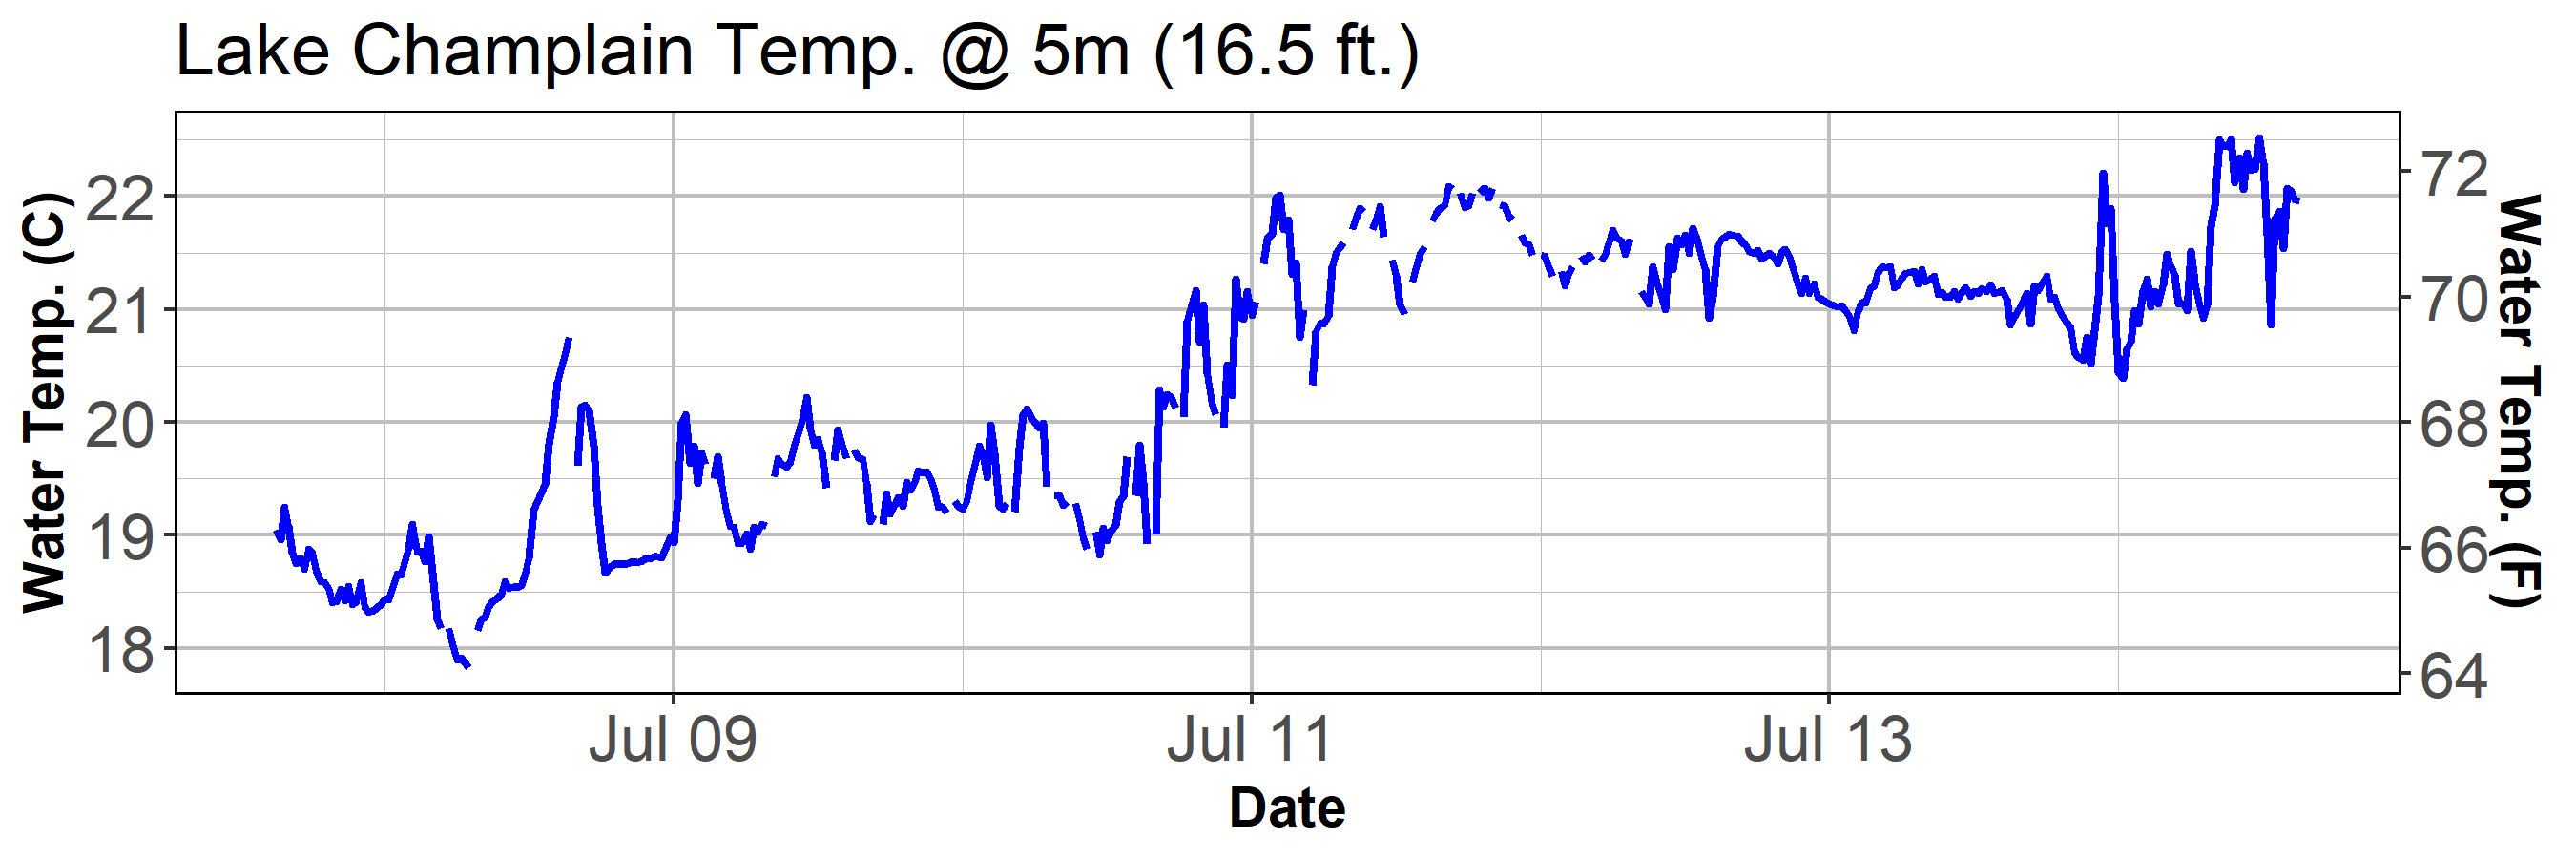 Lake Champlain Temp. @ 5m (16.5 ft.)
Water Temp. (C)
22
21
20
19
18
72
70
68
66
64
Water Temp. (F)
Jul 09 Jul 11 Jul 13
Date